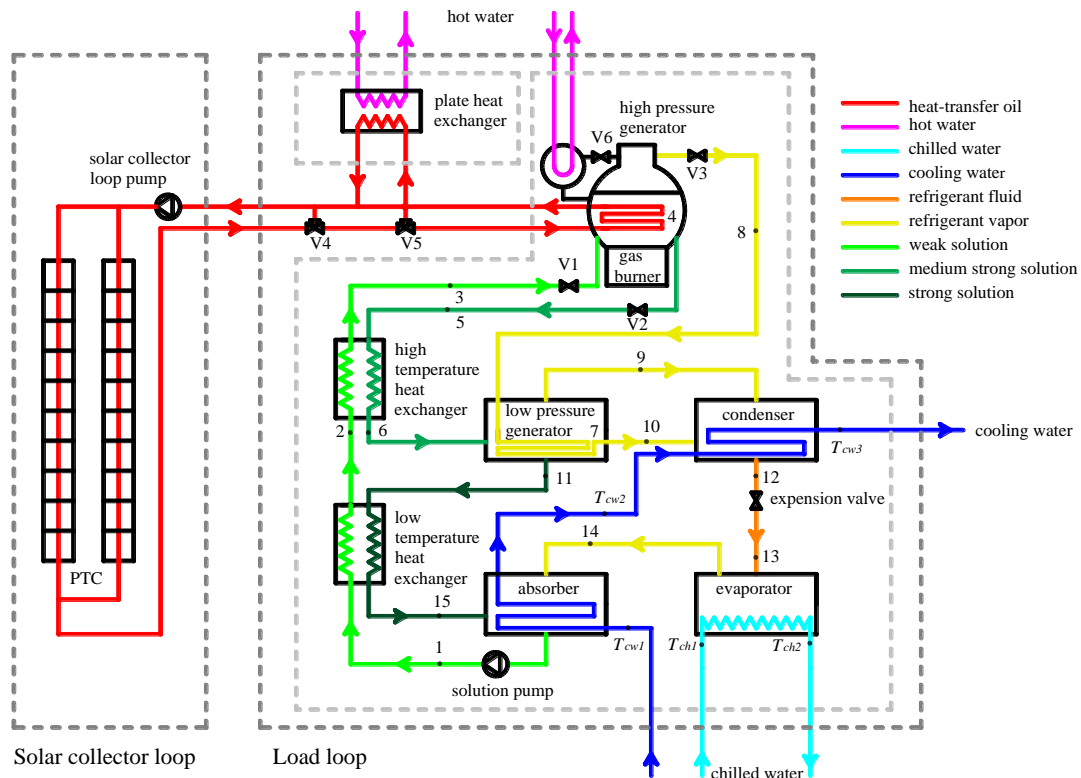 hot water
hot water
plate heat
exchanger
high pressure
generator
V6
V3
solar collector
loop pump
heat-transfer oil
hot water
chilled water
cooling water
refrigerant fluid
refrigerant vapor
weak solution
medium strong solution
strong solution
V4
V5
4
8
gas
burner
V1
3
5
V2
high
temperature
heat
exchanger
9
low pressure
generator
7
10
condenser
Tcw3
cooling water
2
6
11
12
Tcw2
expension valve
low
temperature
heat
exchanger
14
13
PTC
absorber
evaporator
15
Tcw1
Tch1
Tch2
1
solution pump
Solar collector loop
Load loop
chilled water